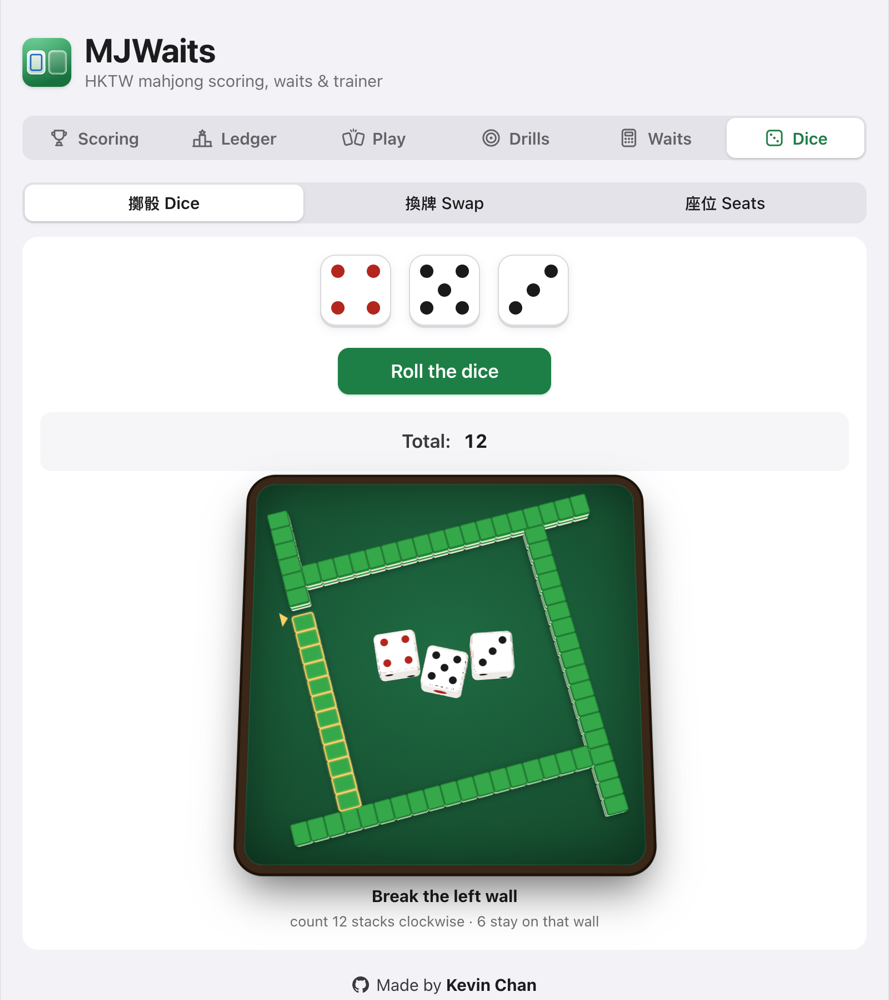 MJWaits
HKTW mahjong scoring, waits & trainer
Scoring Ledger Play Drills Waits Dice
擲骰 Dice 換牌 Swap 座位 Seats
Roll the dice
Total: 12
Break the left wall
count 12 stacks clockwise · 6 stay on that wall
Made by Kevin Chan